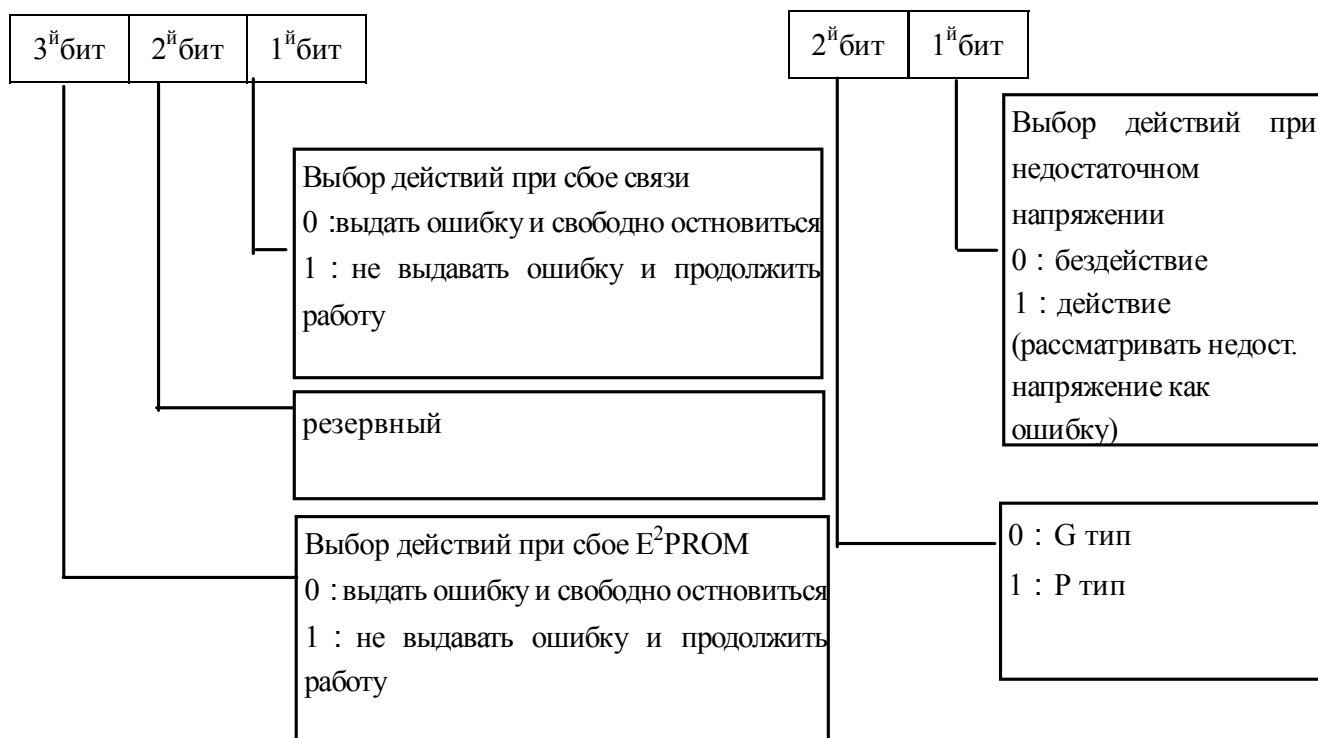 3й бит 2й бит 1й бит
Выбор действий при сбое связи
0 :выдать ошибку и свободно остновиться
1 : не выдавать ошибку и продолжить
работу
резервный
Выбор действий при сбое E²PROM
0 : выдать ошибку и свободно остновиться
1 : не выдавать ошибку и продолжить
работу
2й бит 1й бит
Выбор действий при
недостаточном
напряжении
0 : бездействие
1 : действие
(рассматривать недост.
напряжение как
ошибку)
0 : G тип
1 : P тип